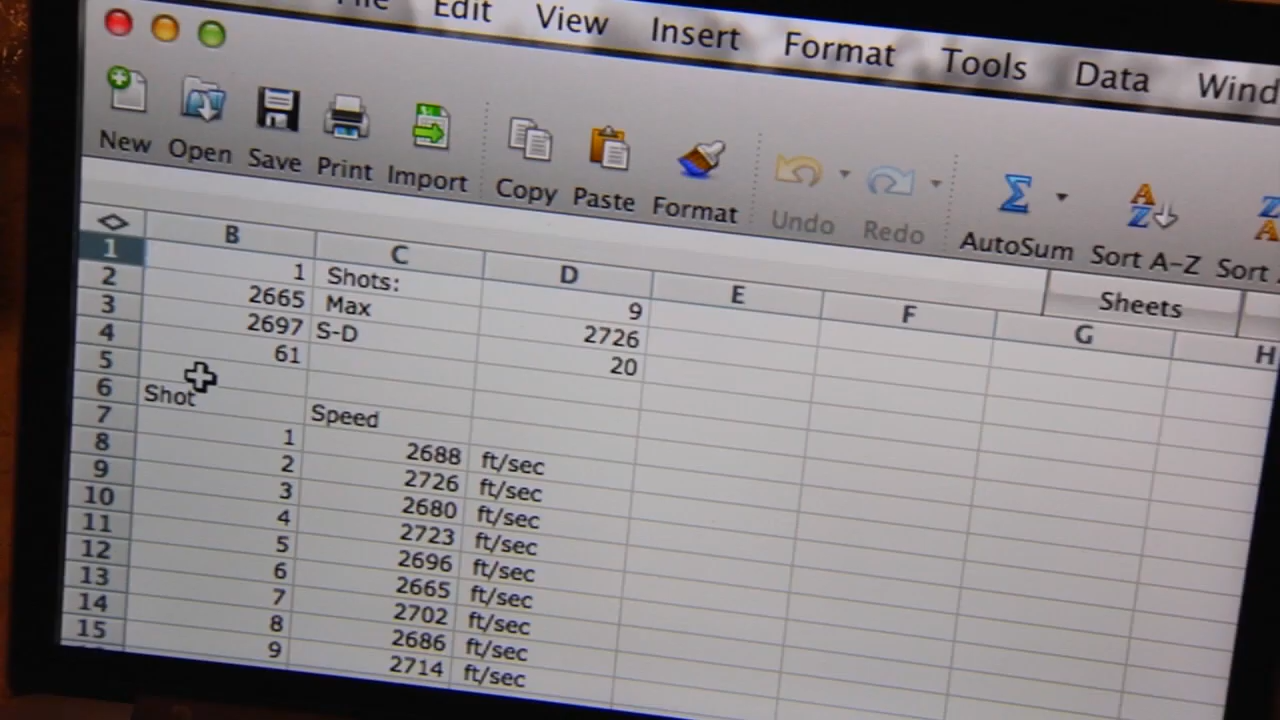 File Edit View Insert Format Tools Data Wind
New Open Save Print Import Copy Paste Format Undo Redo AutoSum Sort A-Z Sort
Sheets
B C D E F G H
1
2 1 Shots: 9
3 2665 Max 2726
4 2697 S-D 20
5 61
6
7 Shot Speed
8 1 2688 ft/sec
9 2 2726 ft/sec
10 3 2680 ft/sec
11 4 2723 ft/sec
12 5 2696 ft/sec
13 6 2665 ft/sec
14 7 2702 ft/sec
15 8 2686 ft/sec
9 2714 ft/sec